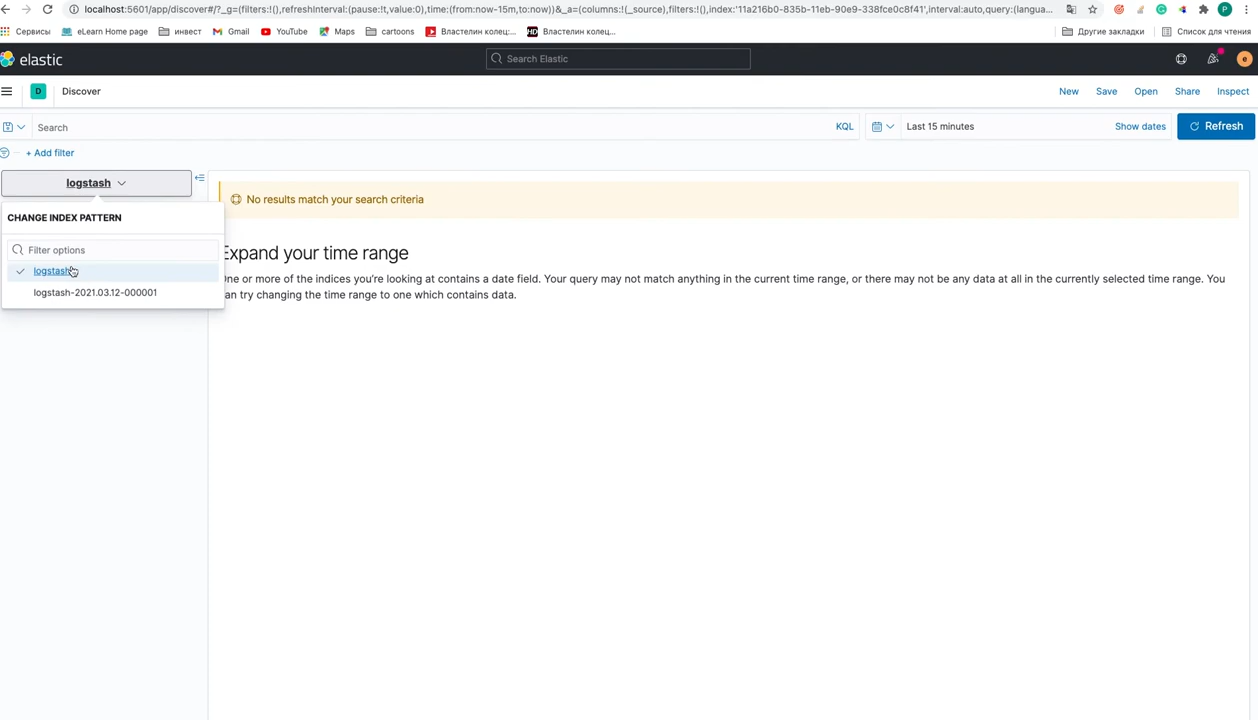 localhost:5601/app/discover#/?_g=(filters:!(),refreshInterval:(pause:!t,value:0),time:(from:now-15m,to:now))&_a=(columns:!(_source),filters:!(),index:'11a216b0-835b-11eb-90e9-338fce0c8f41',interval:auto,query:(langua...
Сервисы eLearn Home page инвест Gmail YouTube Maps cartoons Властелин колец:... HD Властелин колец... Другие закладки Список для чтения
elastic Search Elastic e
D Discover New Save Open Share Inspect
Search KQL Last 15 minutes Show dates Refresh
+ Add filter
logstash
No results match your search criteria
CHANGE INDEX PATTERN
Filter options
logstash
logstash-2021.03.12-000001
Expand your time range
One or more of the indices you're looking at contains a date field. Your query may not match anything in the current time range, or there may not be any data at all in the currently selected time range. You
can try changing the time range to one which contains data.